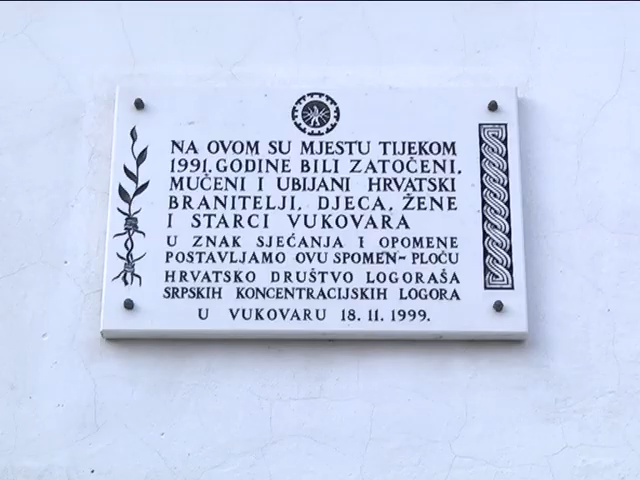 NA OVOM SU MJESTU TIJEKOM
1991. GODINE BILI ZATOČENI,
MUČENI I UBIJANI HRVATSKI
BRANITELJI, DJECA, ŽENE
I STARCI VUKOVARA
U ZNAK SJEĆANJA I OPOMENE
POSTAVLJAMO OVU SPOMEN-PLOČU
HRVATSKO DRUŠTVO LOGORAŠA
SRPSKIH KONCENTRACIJSKIH LOGORA
U VUKOVARU 18. 11. 1999.